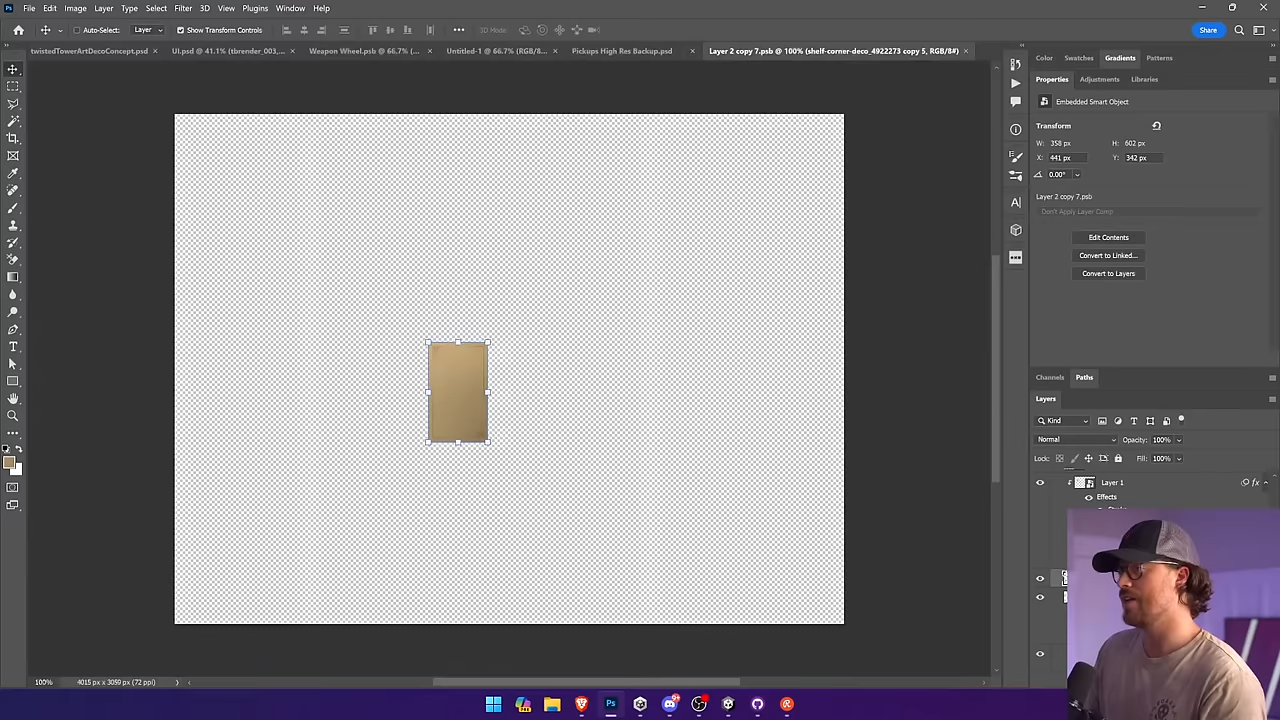 Ps File Edit Image Layer Type Select Filter 3D View Plugins Window Help
Auto-Select: Layer Show Transform Controls ••• 3D Mode: Share
twistedTowerArtDecoConcept.psd × UI.psd @ 41.1% (tbrender_003,... × Weapon Wheel.psb @ 66.7% (... × Untitled-1 @ 66.7% (RGB/8... × Pickups High Res Backup.psd × Layer 2 copy 7.psb @ 100% (shelf-corner-deco_4922273 copy 5, RGB/8#) ×
Color Swatches Gradients Patterns
Properties Adjustments Libraries
Embedded Smart Object
Transform
W: 358 px H: 602 px
X: 441 px Y: 342 px
0.00°
Layer 2 copy 7.psb
Don't Apply Layer Comp
Edit Contents
Convert to Linked...
Convert to Layers
Channels Paths
Layers
Kind
Normal Opacity: 100%
Lock: Fill: 100%
Layer 1 fx
Effects
100% 4015 px x 3059 px (72 ppi)
Ps